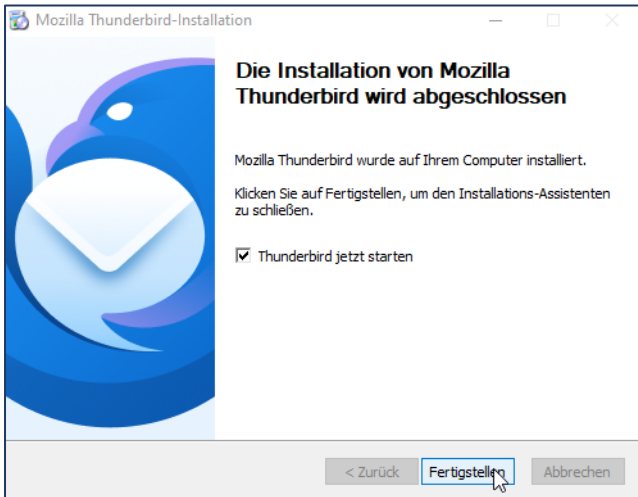 Mozilla Thunderbird-Installation
Die Installation von Mozilla
Thunderbird wird abgeschlossen
Mozilla Thunderbird wurde auf Ihrem Computer installiert.
Klicken Sie auf Fertigstellen, um den Installations-Assistenten
zu schließen.
Thunderbird jetzt starten
< Zurück Fertigstellen Abbrechen